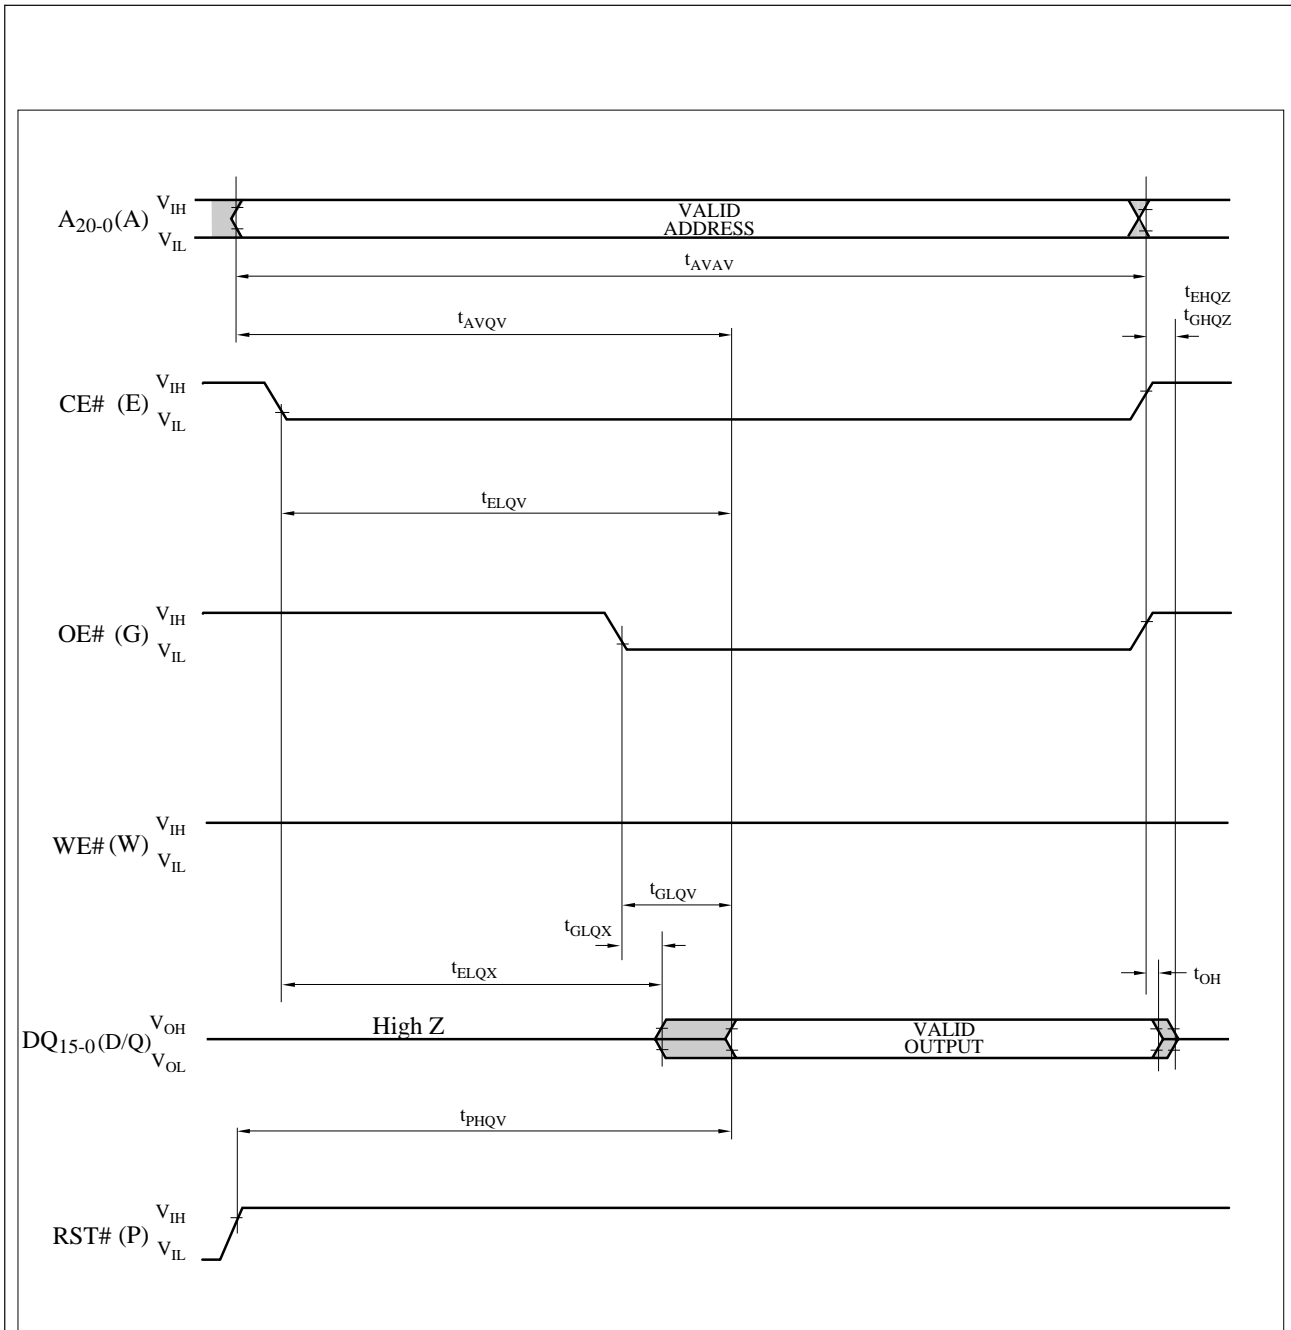 VIH
A20-0(A)
VIL
VALID
ADDRESS
tAVAV
tEHQZ
tGHQZ
tAVQV
VIH
CE# (E)
VIL
tELQV
VIH
OE# (G)
VIL
VIH
WE# (W)
VIL
tGLQV
tGLQX
tELQX
tOH
VOH
DQ15-0(D/Q)
VOL
High Z
VALID
OUTPUT
tPHQV
VIH
RST# (P)
VIL